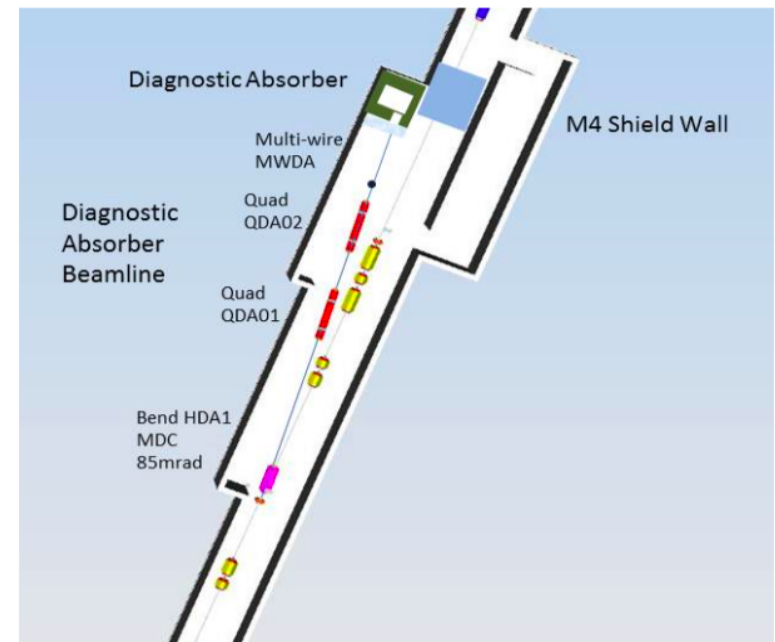 Diagnostic Absorber
M4 Shield Wall
Multi-wire
MWDA
Quad
QDA02
Diagnostic
Absorber
Beamline
Quad
QDA01
Bend HDA1
MDC
85mrad